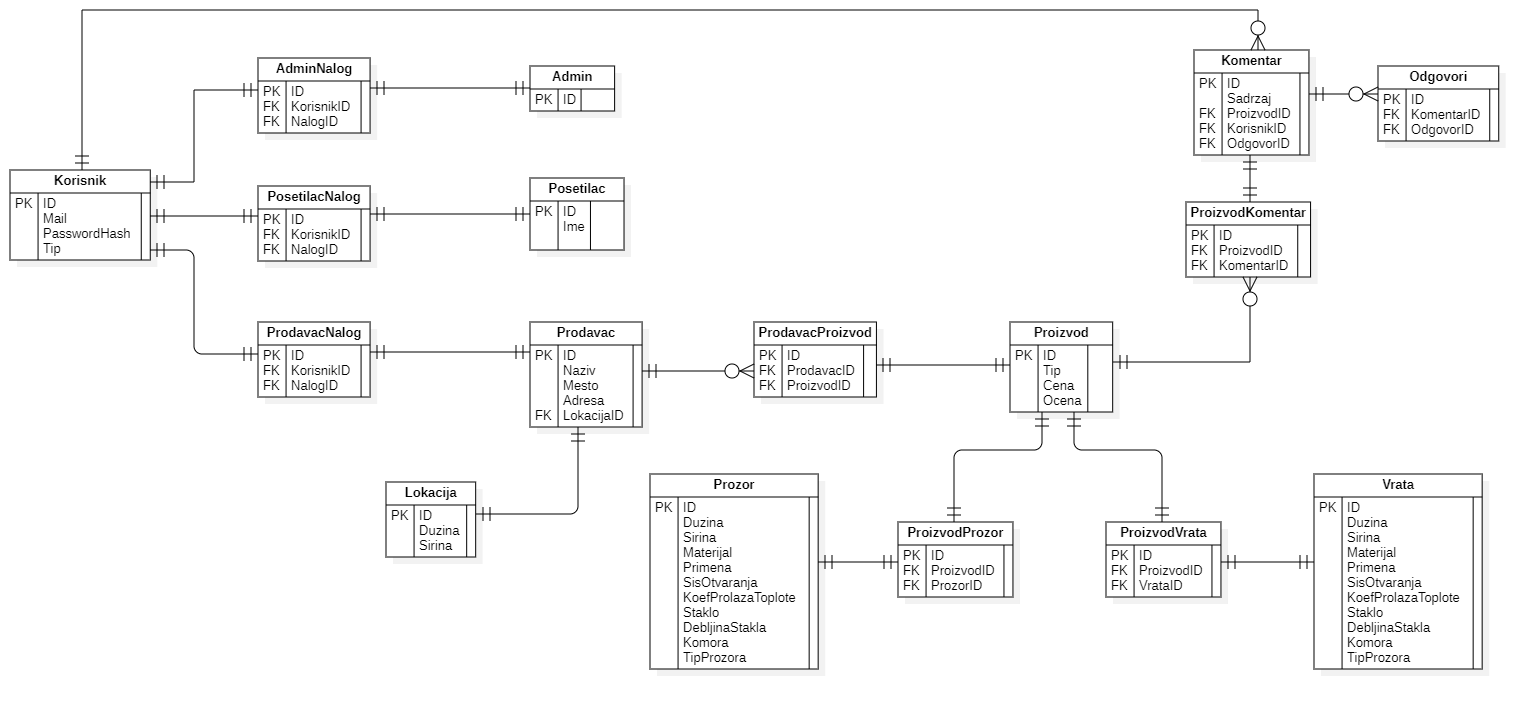 AdminNalog
PK ID
FK KorisnikID
FK NalogID
Admin
PK ID
Komentar
PK ID
Sadrzaj
FK ProizvodID
FK KorisnikID
FK OdgovorID
Odgovori
PK ID
FK KomentarID
FK OdgovorID
Korisnik
PK ID
Mail
PasswordHash
Tip
PosetilacNalog
PK ID
FK KorisnikID
FK NalogID
Posetilac
PK ID
Ime
ProizvodKomentar
PK ID
FK ProizvodID
FK KomentarID
ProdavacNalog
PK ID
FK KorisnikID
FK NalogID
Prodavac
PK ID
Naziv
Mesto
Adresa
FK LokacijaID
ProdavacProizvod
PK ID
FK ProdavacID
FK ProizvodID
Proizvod
PK ID
Tip
Cena
Ocena
Lokacija
PK ID
Duzina
Sirina
Prozor
PK ID
Duzina
Sirina
Materijal
Primena
SisOtvaranja
KoefProlazaToplote
Staklo
DebljinaStakla
Komora
TipProzora
ProizvodProzor
PK ID
FK ProizvodID
FK ProzorID
ProizvodVrata
PK ID
FK ProizvodID
FK VrataID
Vrata
PK ID
Duzina
Sirina
Materijal
Primena
SisOtvaranja
KoefProlazaToplote
Staklo
DebljinaStakla
Komora
TipProzora